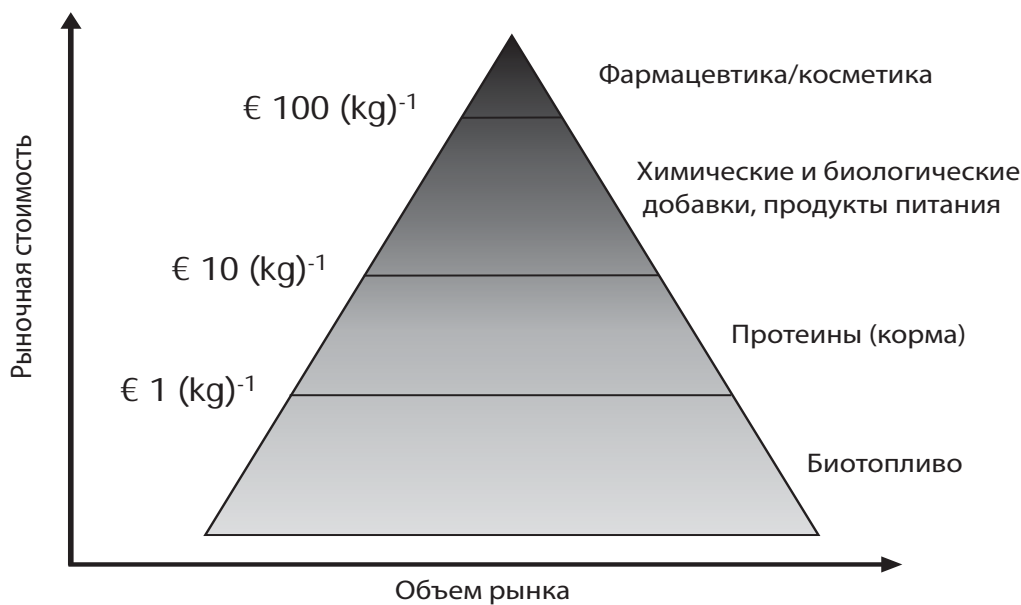 Рыночная стоимость
Фармацевтика/косметика
€ 100 (kg)⁻¹
Химические и биологические
добавки, продукты питания
€ 10 (kg)⁻¹
Протеины (корма)
€ 1 (kg)⁻¹
Биотопливо
Объем рынка